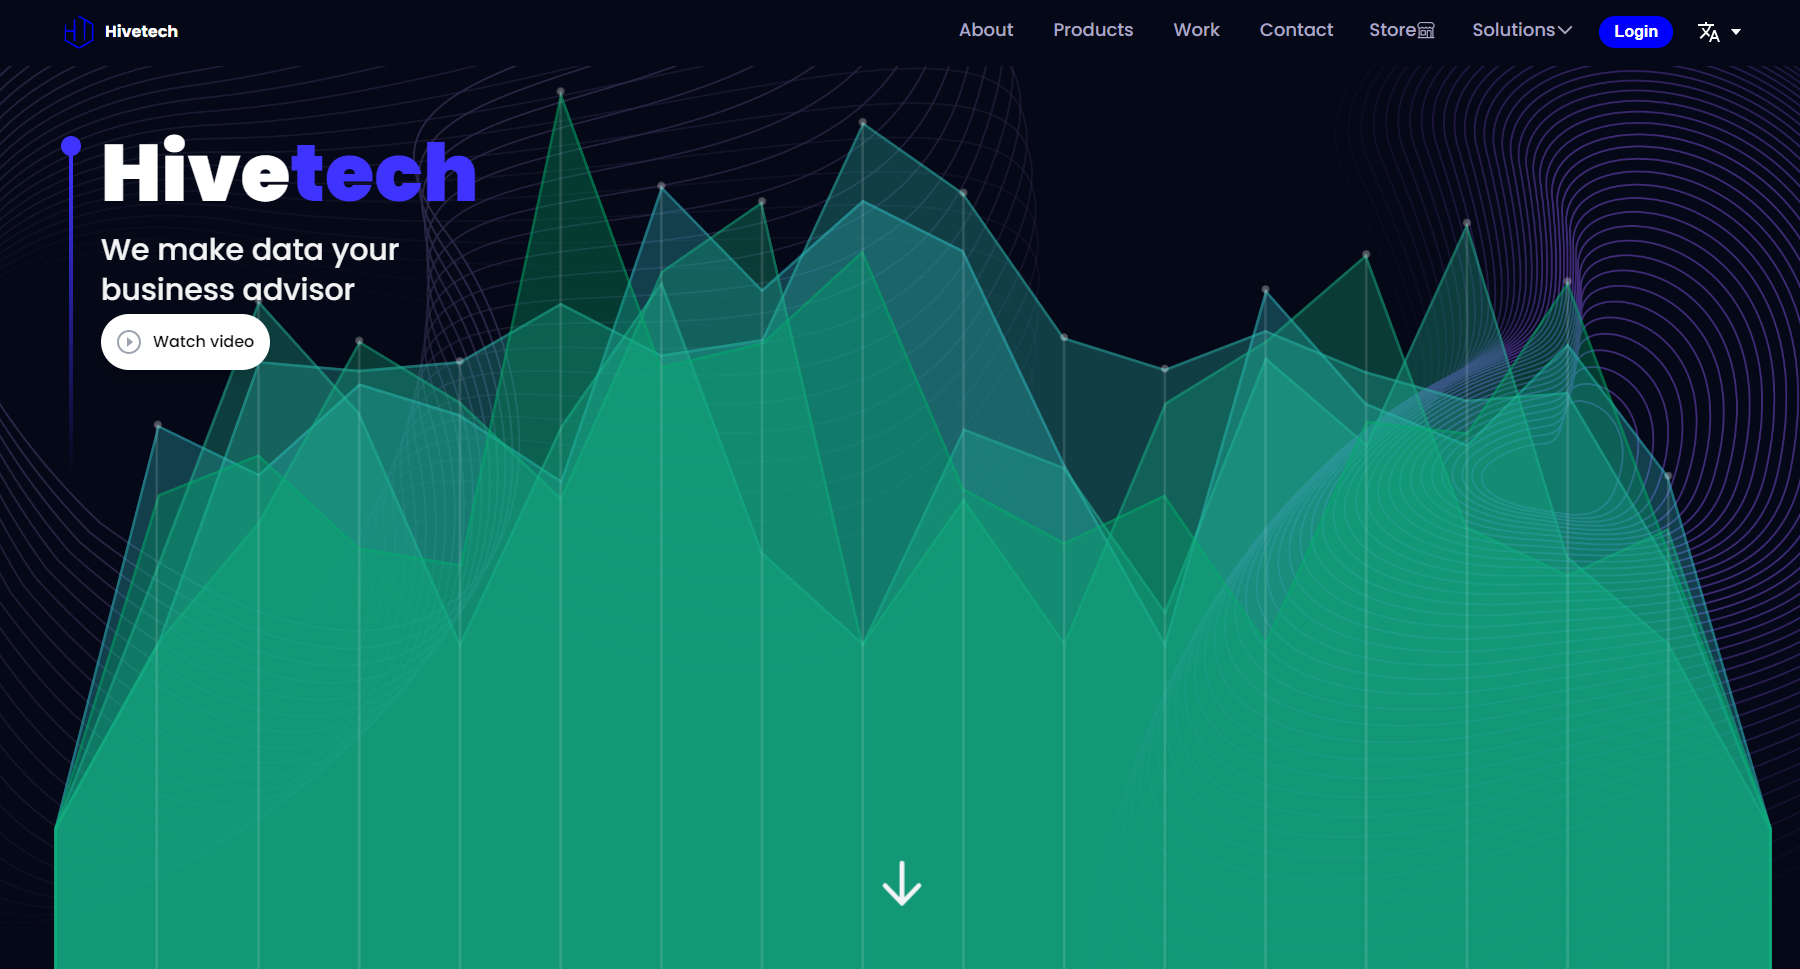 Hivetech
About
Products
Work
Contact
Store
Solutions
Login
Hivetech
We make data your
business advisor
Watch video